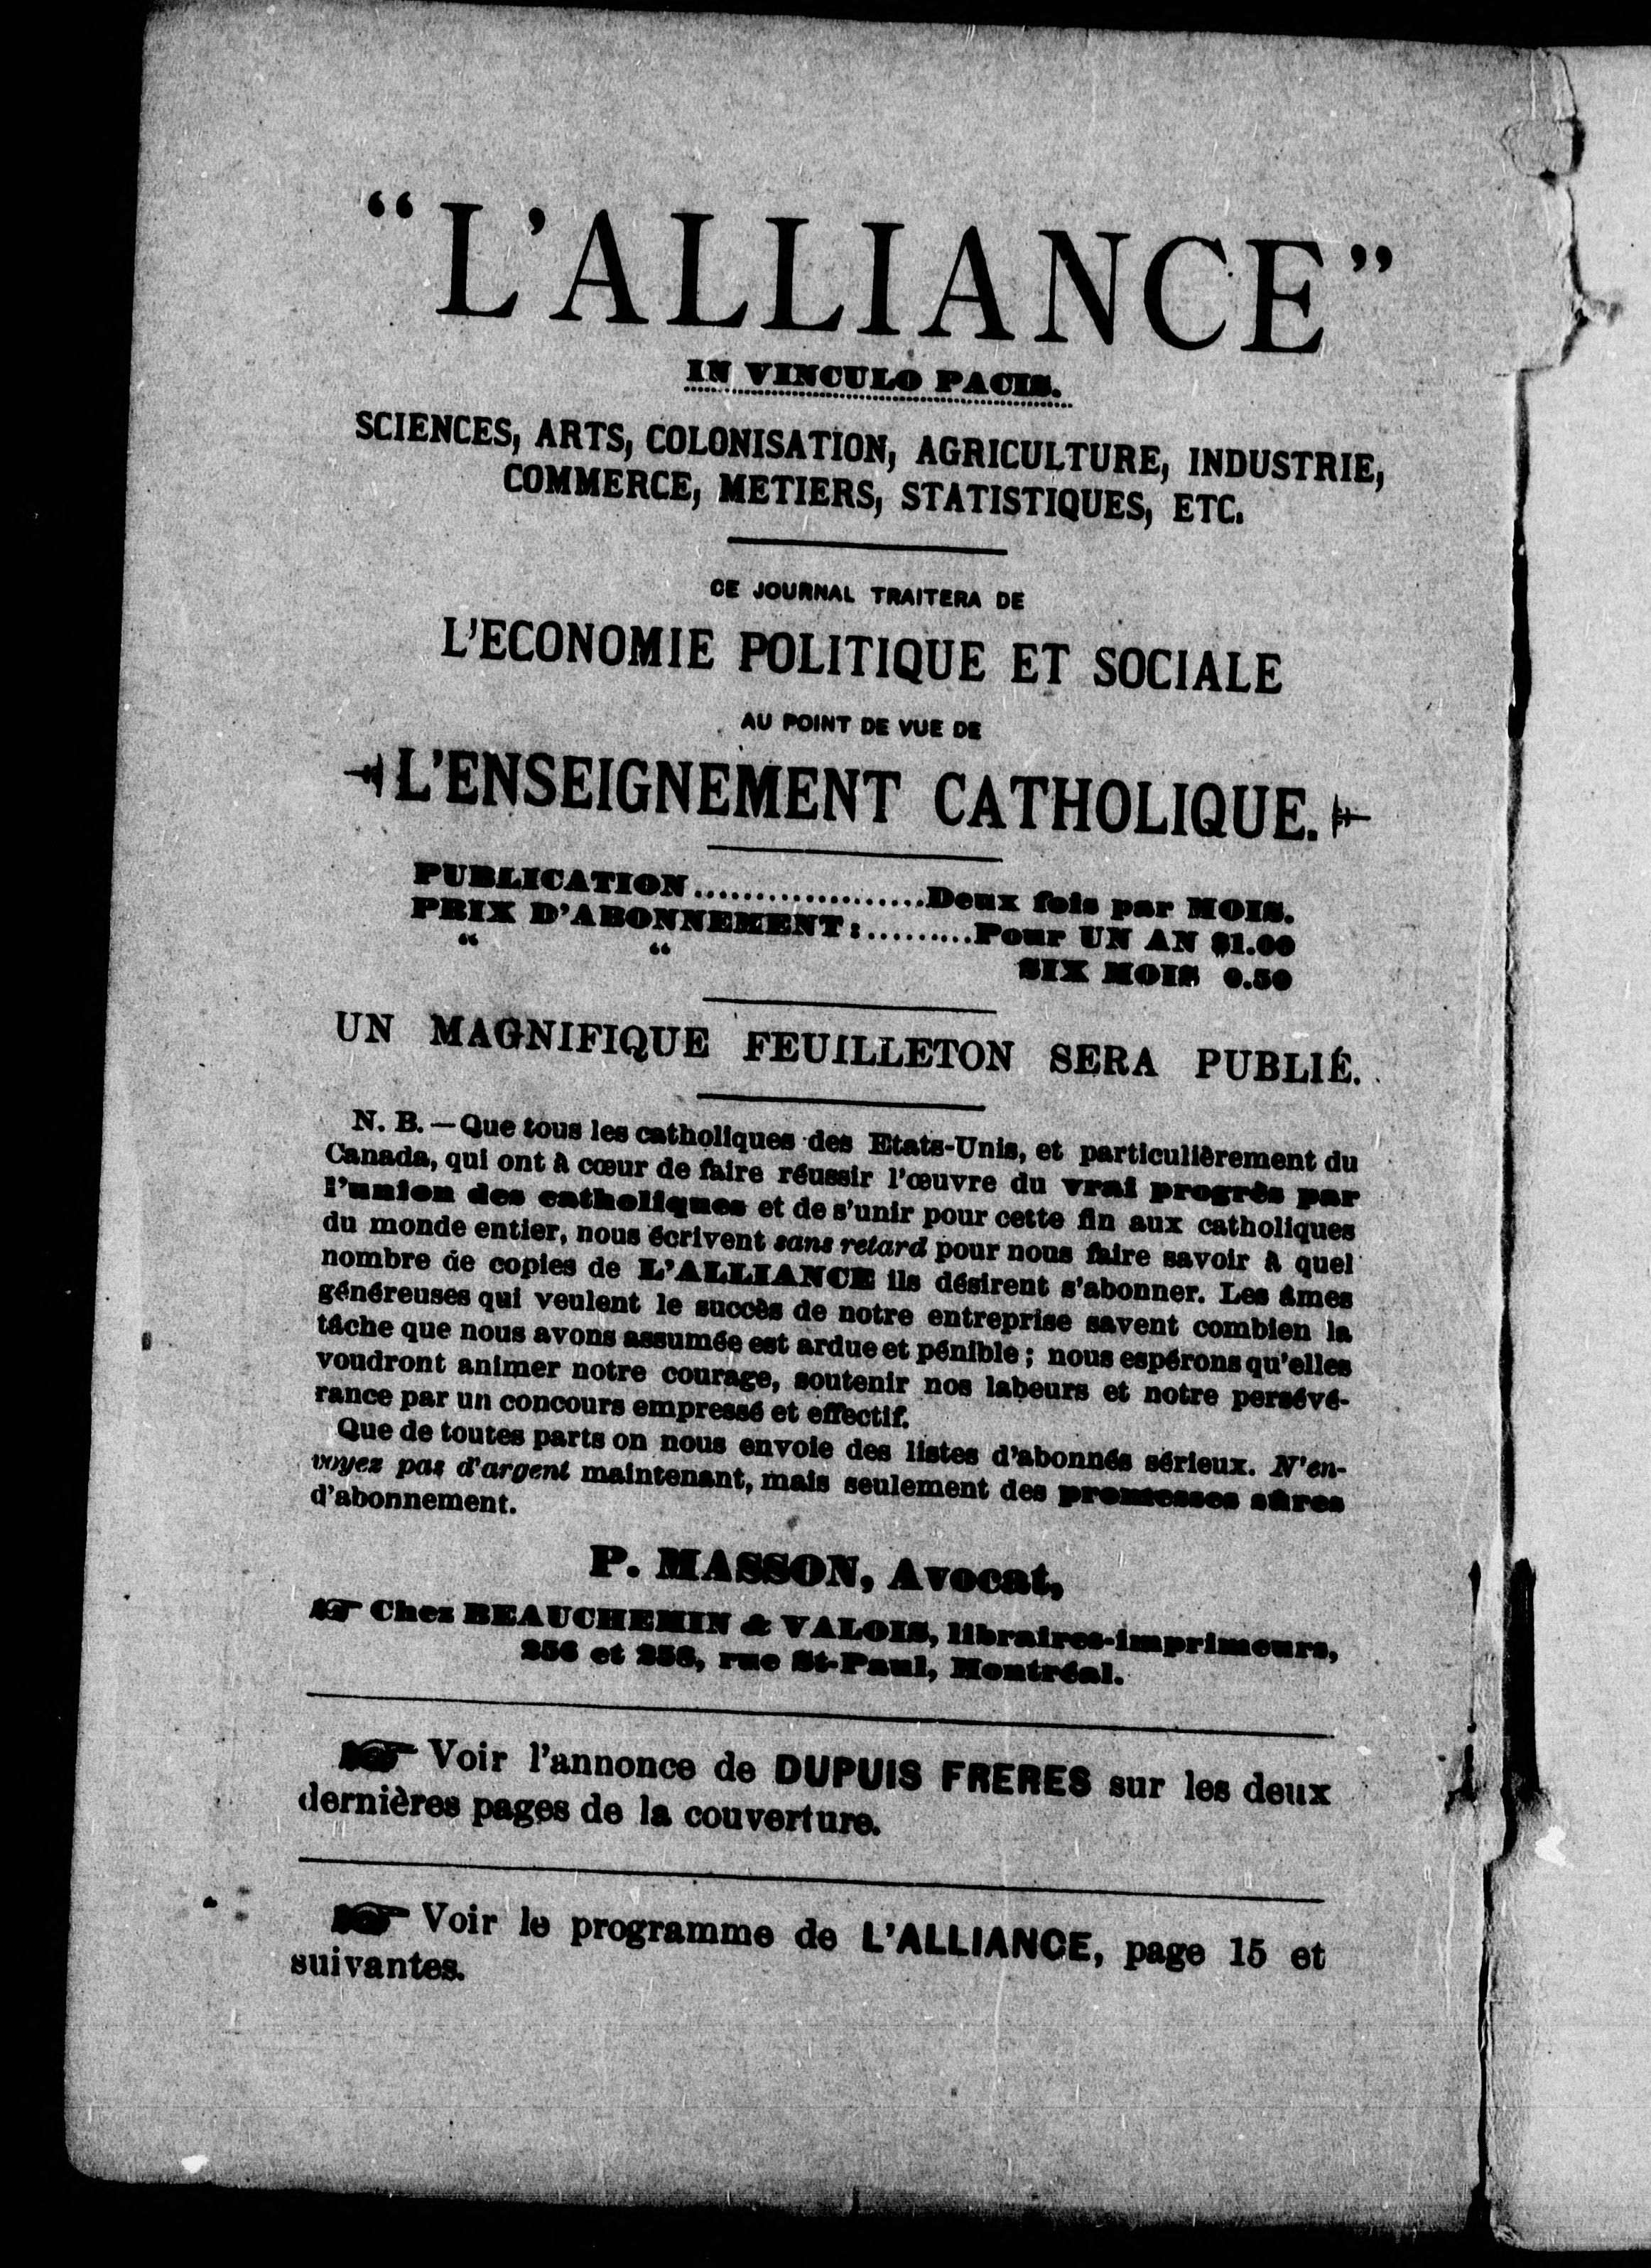 “L’ALLIANCE”
IN VINCULO PACIS.
SCIENCES, ARTS, COLONISATION, AGRICULTURE, INDUSTRIE,
COMMERCE, METIERS, STATISTIQUES, ETC.
CE JOURNAL TRAITERA DE
L’ECONOMIE POLITIQUE ET SOCIALE
AU POINT DE VUE DE
L’ENSEIGNEMENT CATHOLIQUE.
PUBLICATION...................Deux fois par MOIS.
PRIX D’ABONNEMENT :.........Pour UN AN $1.00
“ “ SIX MOIS 0.50
UN MAGNIFIQUE FEUILLETON SERA PUBLIÉ.
N. B. — Que tous les catholiques des Etats-Unis, et particulièrement du
Canada, qui ont à cœur de faire réussir l’œuvre du vrai progrès par
l’union des catholiques et de s’unir pour cette fin aux catholiques
du monde entier, nous écrivent sans retard pour nous faire savoir à quel
nombre de copies de L’ALLIANCE ils désirent s’abonner. Les âmes
généreuses qui veulent le succès de notre entreprise savent combien la
tâche que nous avons assumée est ardue et pénible ; nous espérons qu’elles
voudront animer notre courage, soutenir nos labeurs et notre persévé-
rance par un concours empressé et effectif.
Que de toutes parts on nous envoie des listes d’abonnés sérieux. N’en-
voyez pas d’argent maintenant, mais seulement des promesses sûres
d’abonnement.
P. MASSON, Avocat,
Chez BEAUCHEMIN & VALOIS, libraires-imprimeurs,
256 et 258, rue St-Paul, Montréal.
Voir l’annonce de DUPUIS FRERES sur les deux
dernières pages de la couverture.
Voir le programme de L’ALLIANCE, page 15 et
suivantes.